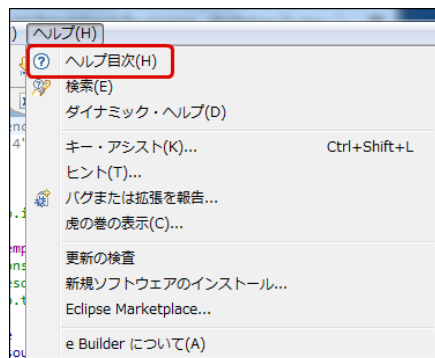 ヘルプ(H)
ヘルプ目次(H)
検索(E)
ダイナミック・ヘルプ(D)
キー・アシスト(K)... Ctrl+Shift+L
ヒント(T)...
バグまたは拡張を報告...
虎の巻の表示(C)...
更新の検査
新規ソフトウェアのインストール...
Eclipse Marketplace...
e Builder について(A)